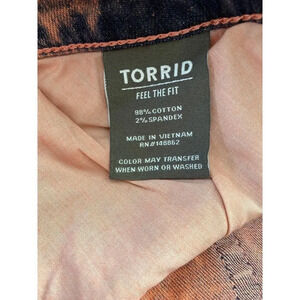 TORRID
FEEL THE FIT
98% COTTON
2% SPANDEX
MADE IN VIETNAM
RN#148862
COLOR MAY TRANSFER
WHEN WORN OR WASHED